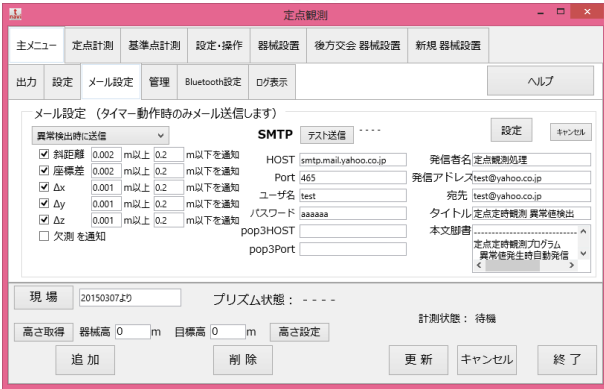 定点観測
主メニュー 定点計測 基準点計測 設定・操作 器械設置 後方交会 器械設置 新規 器械設置
出力 設定 メール設定 管理 Bluetooth設定 ログ表示 ヘルプ
メール設定 (タイマー動作時のみメール送信します)
異常検出時に送信 SMTP テスト送信 ---- 設定 キャンセル
斜距離 0.002 m以上 0.2 m以下を通知 HOST smtp.mail.yahoo.co.jp 発信者名 定点観測処理
座標差 0.002 m以上 0.2 m以下を通知 Port 465 発信アドレス test@yahoo.co.jp
Δx 0.001 m以上 0.2 m以下を通知 ユーザ名 test 宛先 test@yahoo.co.jp
Δy 0.001 m以上 0.2 m以下を通知 パスワード aaaaaa タイトル 定点定時観測 異常値検出
Δz 0.001 m以上 0.2 m以下を通知 pop3HOST 本文脚書 --------------------
欠測 を通知 pop3Port 定点定時観測プログラム
異常値発生時自動発信
現 場 20150307より プリズム状態: ----
計測状態: 待機
高さ取得 器械高 0 m 目標高 0 m 高さ設定
追 加 削 除 更 新 キャンセル 終 了